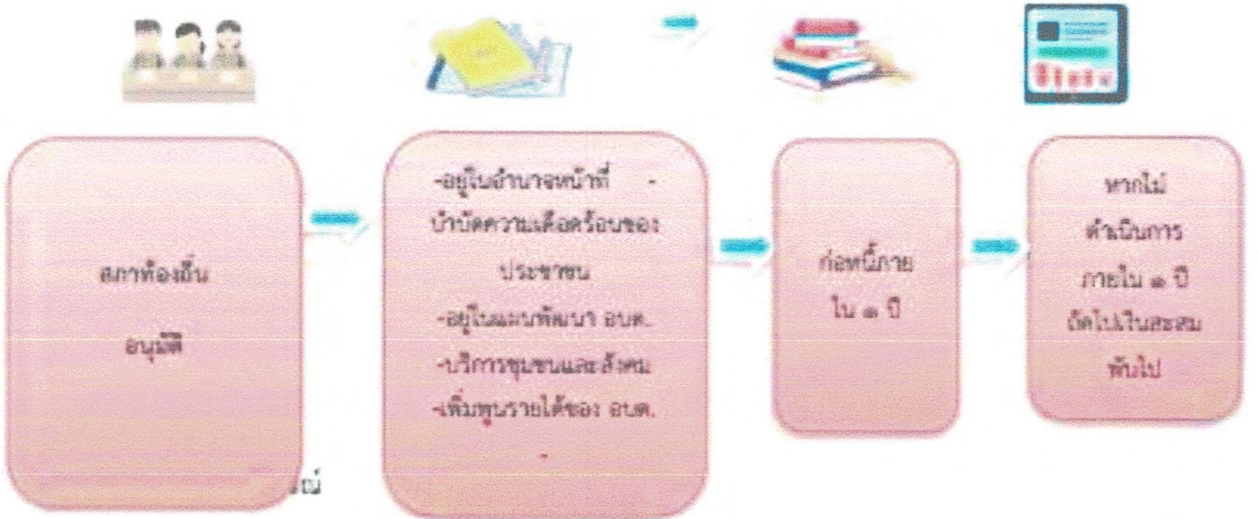 สภาท้องถิ่น
อนุมัติ
-อยู่ในอำนาจหน้าที่ -
บำบัดความเดือดร้อนของ
ประชาชน
-อยู่ในแผนพัฒนา อบต.
-บริการชุมชนและสังคม
-เพิ่มพูนรายได้ของ อบต.
-
ก่อหนี้ภาย
ใน ๑ ปี
หากไม่
ดำเนินการ
ภายใน ๑ ปี
ถัดไปเงินสะสม
พับไป